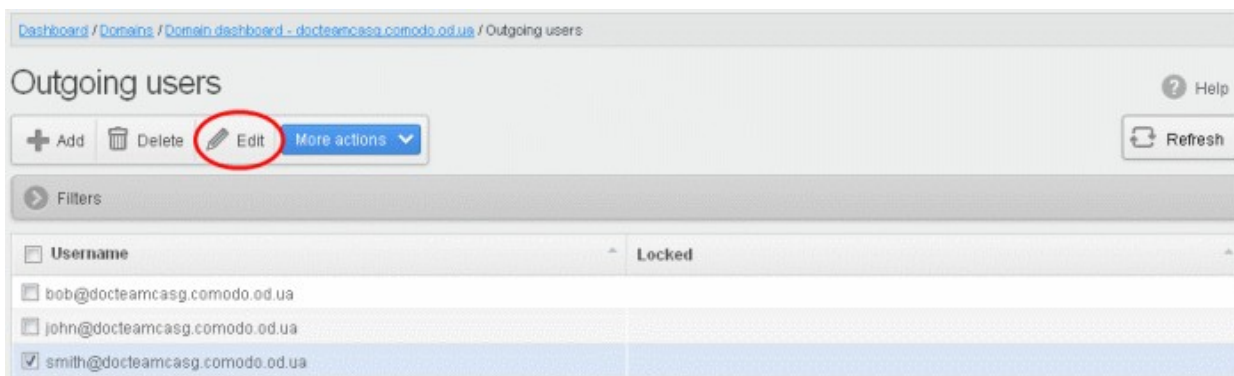 Dashboard / Domains / Domain dashboard - docteamcasg.comodo.od.ua / Outgoing users
Outgoing users
Help
Add Delete Edit More actions
Refresh
Filters
Username Locked
bob@docteamcasg.comodo.od.ua
john@docteamcasg.comodo.od.ua
smith@docteamcasg.comodo.od.ua